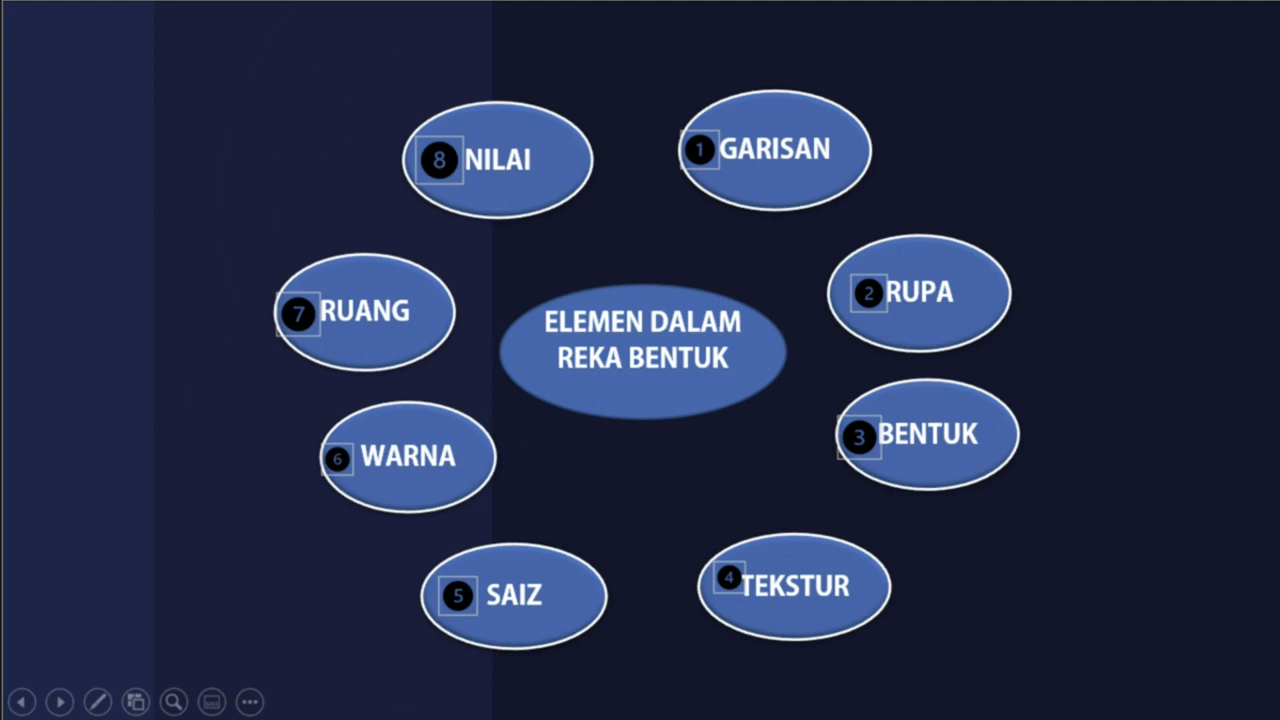 ELEMEN DALAM
REKA BENTUK
1 GARISAN
2 RUPA
3 BENTUK
4 TEKSTUR
5 SAIZ
6 WARNA
7 RUANG
8 NILAI